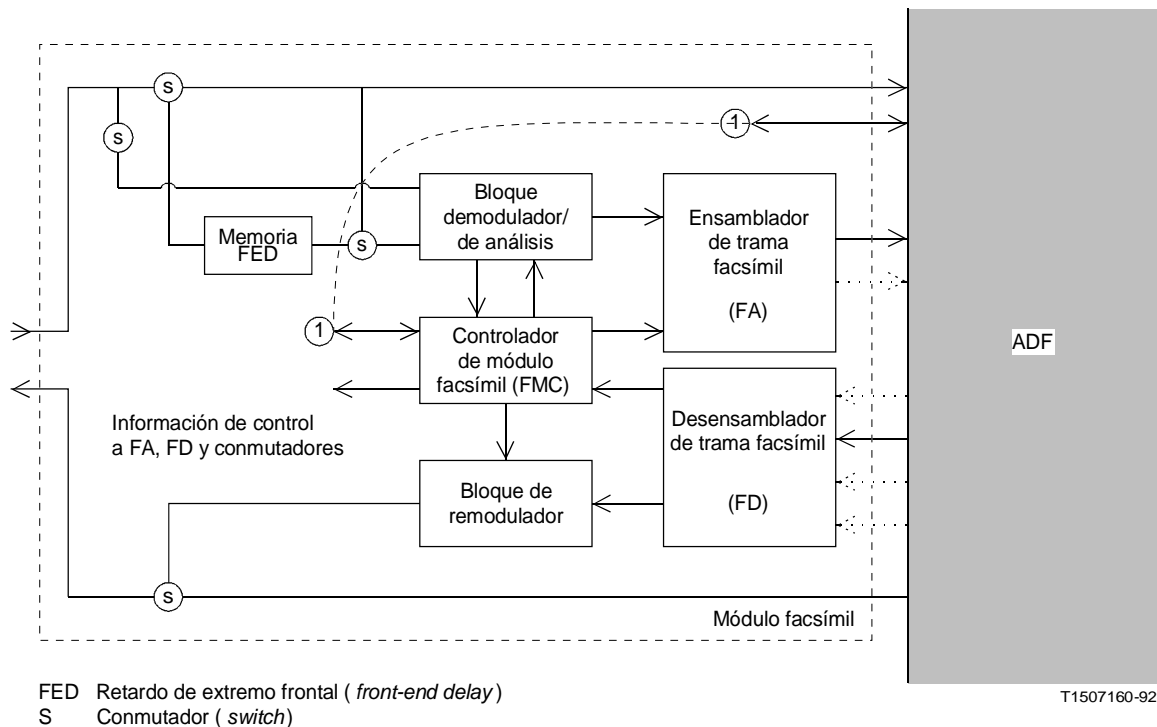 s
1
s
Bloque
demodulador/
de análisis
Ensamblador
de trama
facsímil
(FA)
Memoria
FED
s
1
Controlador
de módulo
facsímil (FMC)
ADF
Información de control
a FA, FD y conmutadores
Desensamblador
de trama facsímil
(FD)
Bloque de
remodulador
s
Módulo facsímil
FED Retardo de extremo frontal ( front-end delay )
S Conmutador ( switch)
T1507160-92